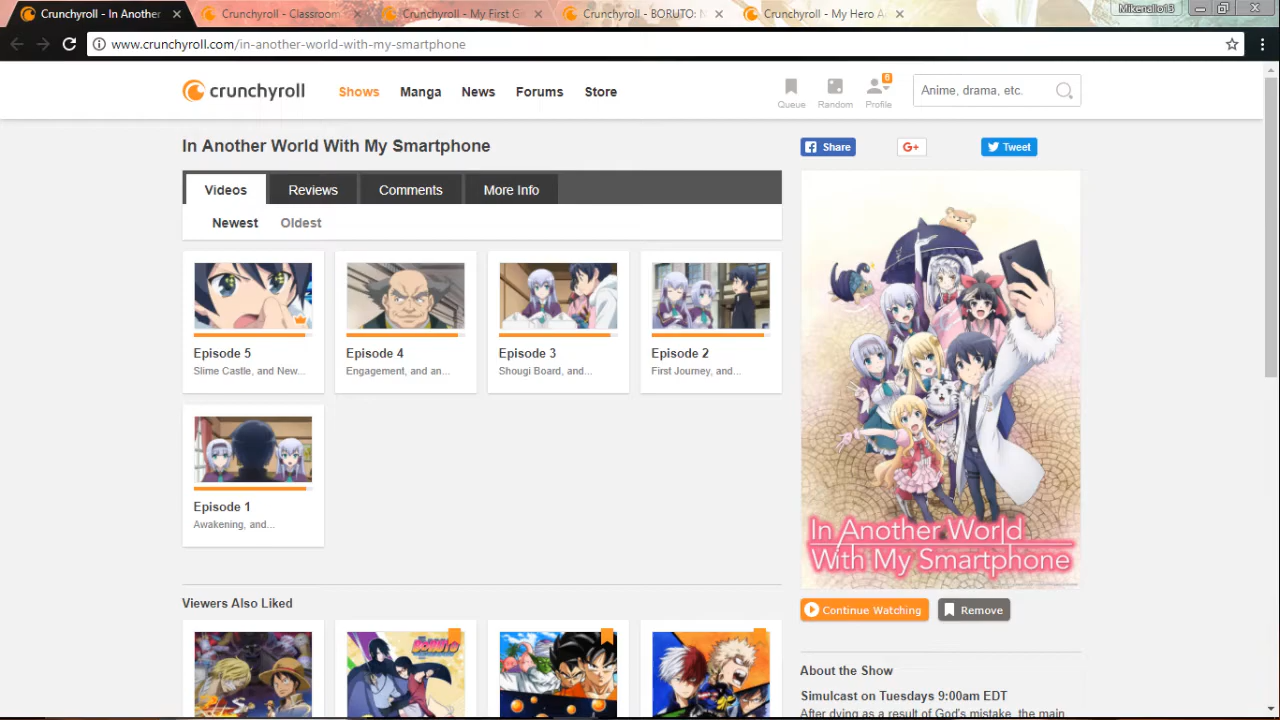 Crunchyroll - In Another
Crunchyroll - Classroom
Crunchyroll - My First G
Crunchyroll - BORUTO: N
Crunchyroll - My Hero A
Mikenallo13
www.crunchyroll.com/in-another-world-with-my-smartphone
crunchyroll
Shows
Manga
News
Forums
Store
Queue
Random
6
Profile
Anime, drama, etc.
In Another World With My Smartphone
Share
G+
Tweet
Videos
Reviews
Comments
More Info
Newest
Oldest
Episode 5
Slime Castle, and New...
Episode 4
Engagement, and an...
Episode 3
Shougi Board, and...
Episode 2
First Journey, and...
Episode 1
Awakening, and...
In Another World
With My Smartphone
Continue Watching
Remove
Viewers Also Liked
BORUTO
About the Show
Simulcast on Tuesdays 9:00am EDT
After dying as a result of God's mistake, the main